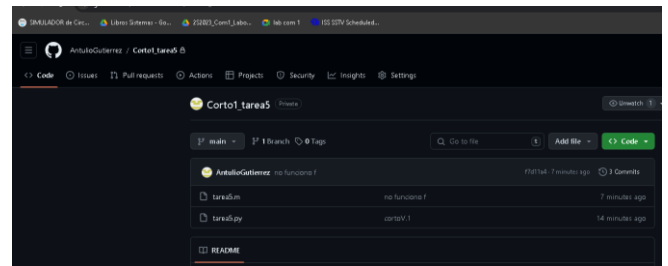 SIMULADOR de Circ... Libros Sistemas - Go... 252023_Com1_Labo... lab com 1 ISS SSTV Scheduled...
AntulioGutierrez / Corto1_tarea5
Code Issues Pull requests Actions Projects Security Insights Settings
Corto1_tarea5 Private Unwatch 1
main 1 Branch 0 Tags Go to file t Add file Code
AntulioGutierrez no funciona f f7d11a4 · 7 minutes ago 3 Commits
tarea5.m no funciona f 7 minutes ago
tarea5.py cortoV.1 14 minutes ago
README